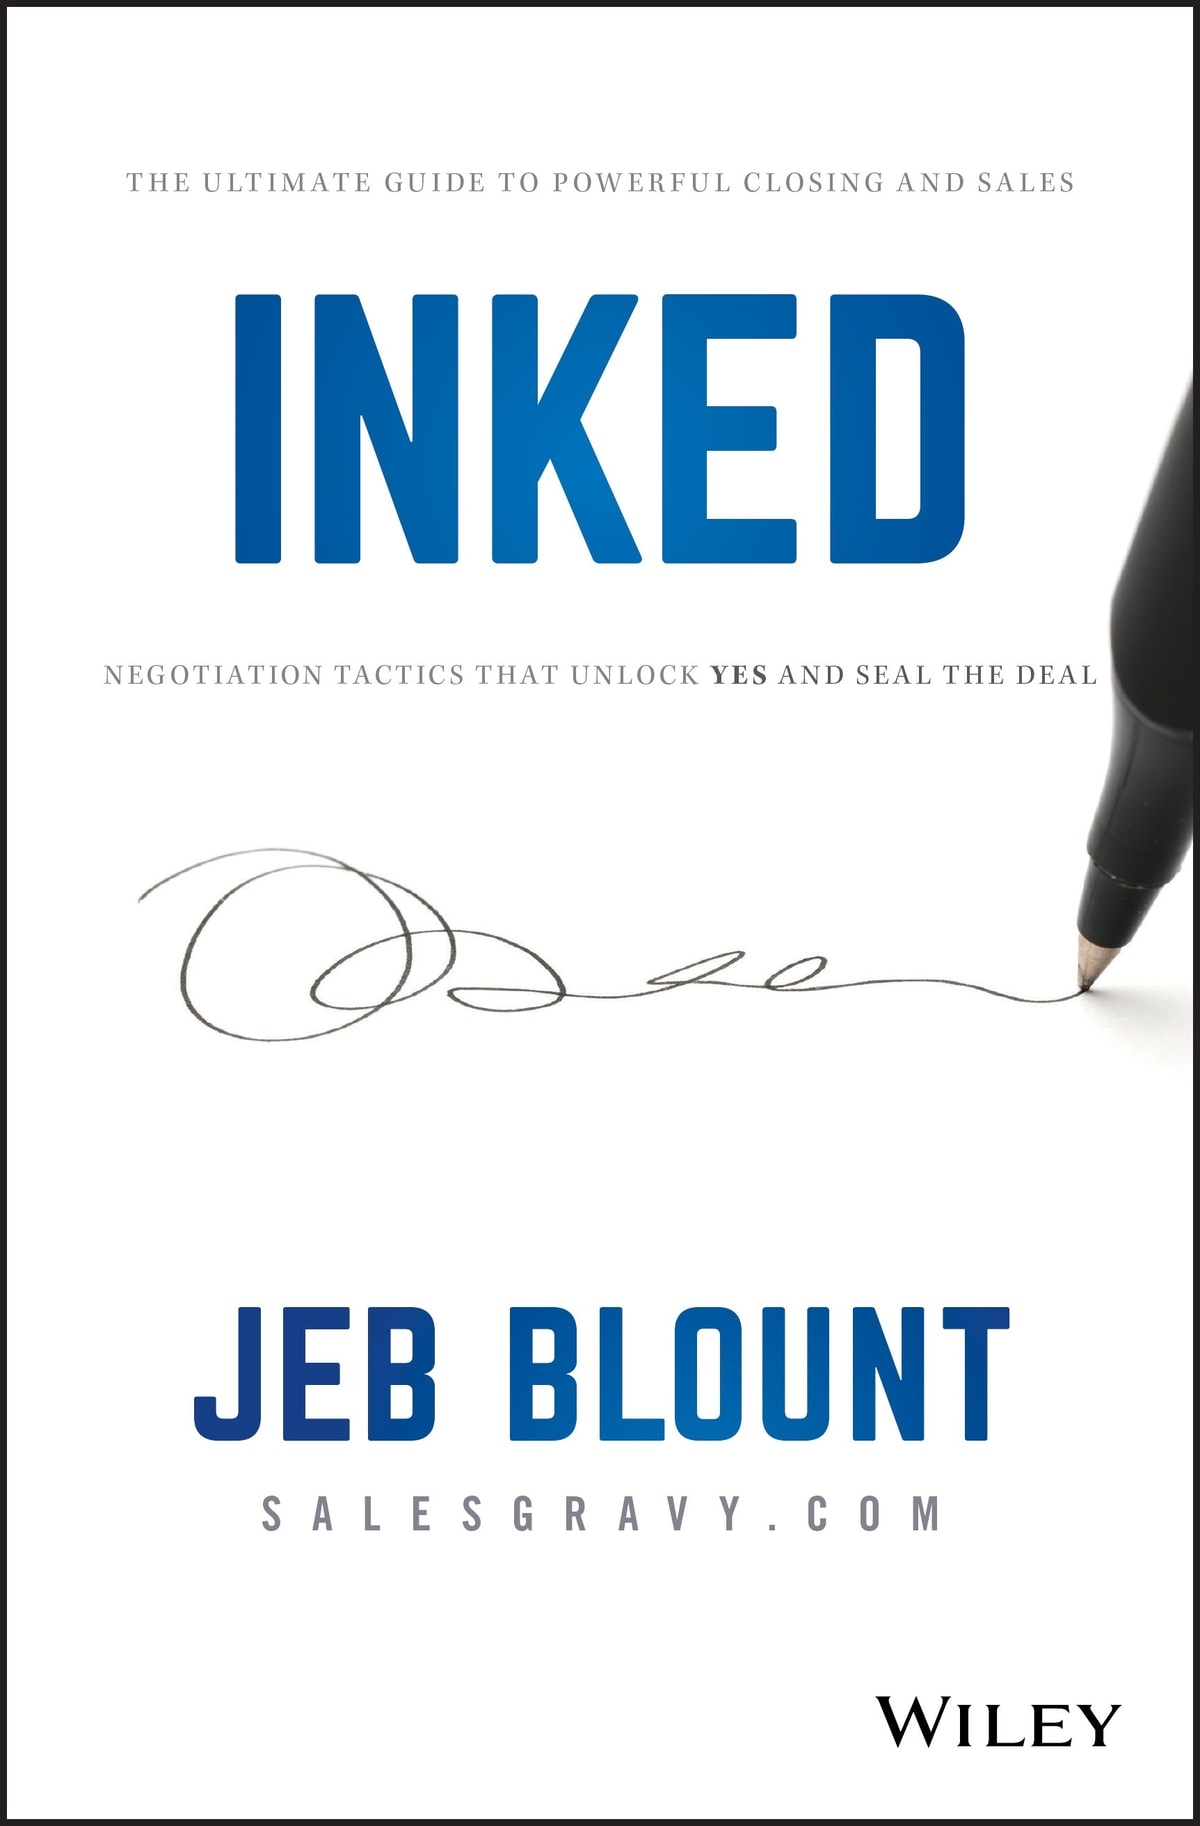 THE ULTIMATE GUIDE TO POWERFUL CLOSING AND SALES
INKED
NEGOTIATION TACTICS THAT UNLOCK YES AND SEAL THE DEAL
JEB BLOUNT
SALESGRAVY.COM
WILEY